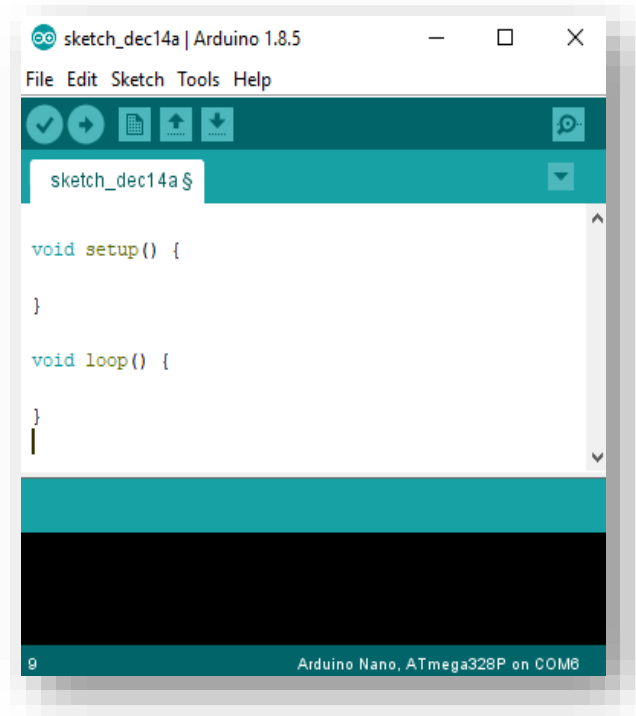 sketch_dec14a | Arduino 1.8.5
File Edit Sketch Tools Help
sketch_dec14a §
void setup() {
}
void loop() {
}
9
Arduino Nano, ATmega328P on COM6